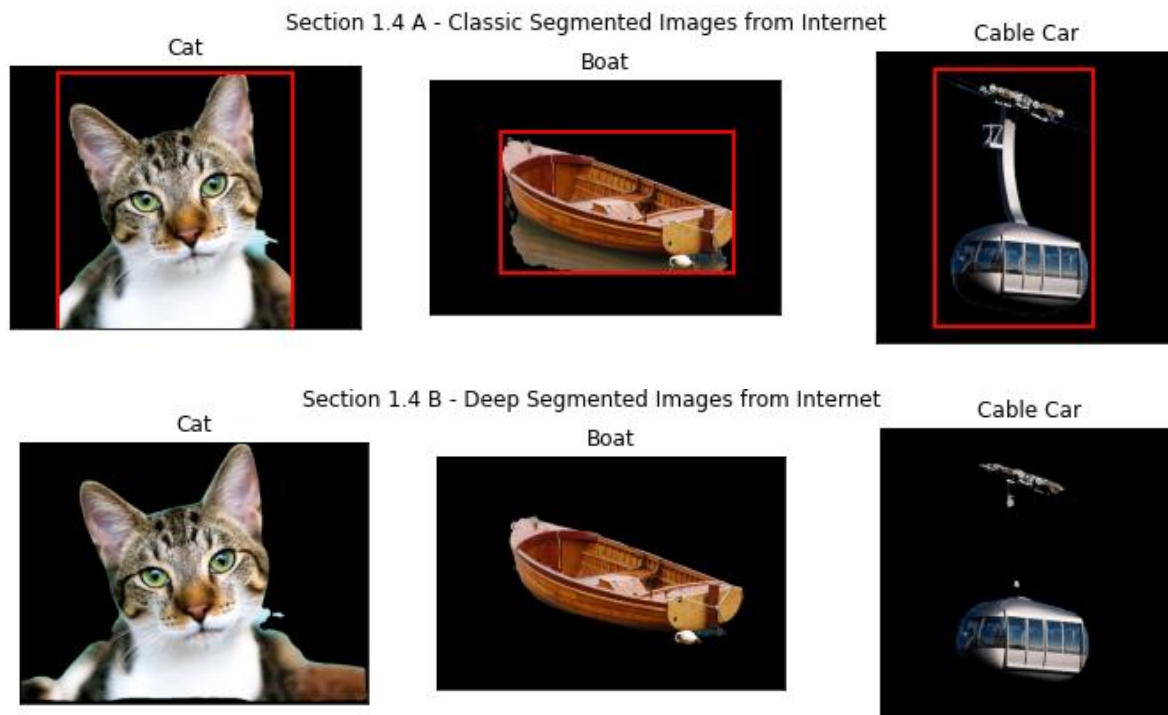 Section 1.4 A - Classic Segmented Images from Internet
Cat
Boat
Cable Car
Section 1.4 B - Deep Segmented Images from Internet
Cat
Boat
Cable Car